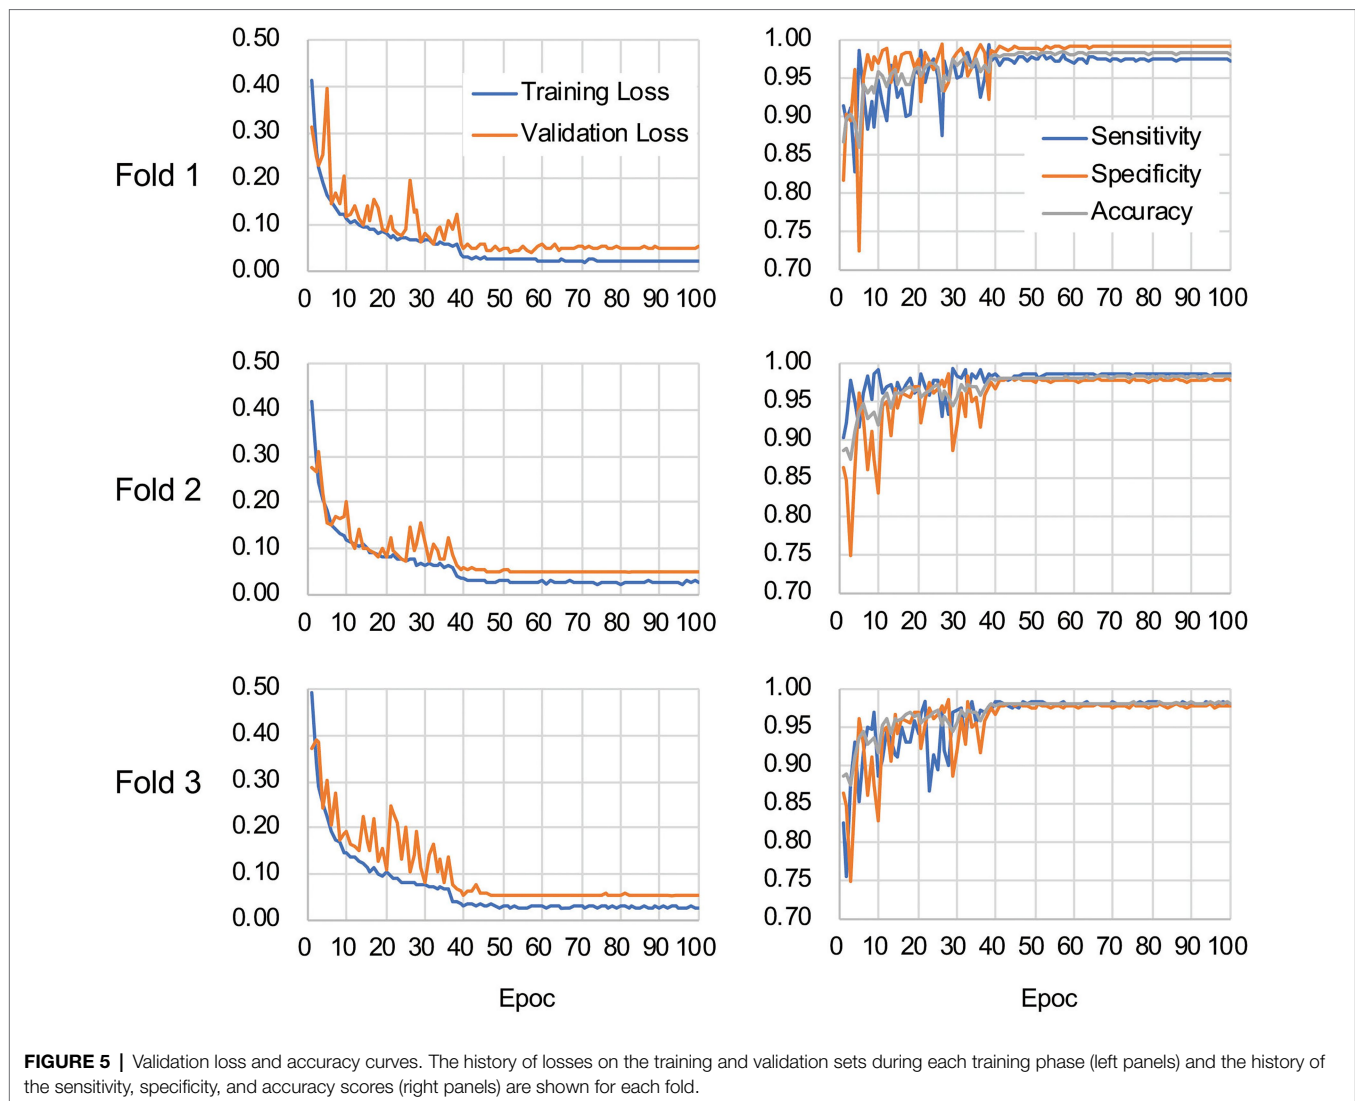 0.50
0.40
0.30
0.20
0.10
0.00
0 10 20 30 40 50 60 70 80 90 100
Training Loss
Validation Loss
Fold 1
1.00
0.95
0.90
0.85
0.80
0.75
0.70
0 10 20 30 40 50 60 70 80 90 100
Sensitivity
Specificity
Accuracy
0.50
0.40
0.30
0.20
0.10
0.00
0 10 20 30 40 50 60 70 80 90 100
Fold 2
1.00
0.95
0.90
0.85
0.80
0.75
0.70
0 10 20 30 40 50 60 70 80 90 100
0.50
0.40
0.30
0.20
0.10
0.00
0 10 20 30 40 50 60 70 80 90 100
Fold 3
1.00
0.95
0.90
0.85
0.80
0.75
0.70
0 10 20 30 40 50 60 70 80 90 100
Epoc
Epoc
FIGURE 5 | Validation loss and accuracy curves. The history of losses on the training and validation sets during each training phase (left panels) and the history of
the sensitivity, specificity, and accuracy scores (right panels) are shown for each fold.